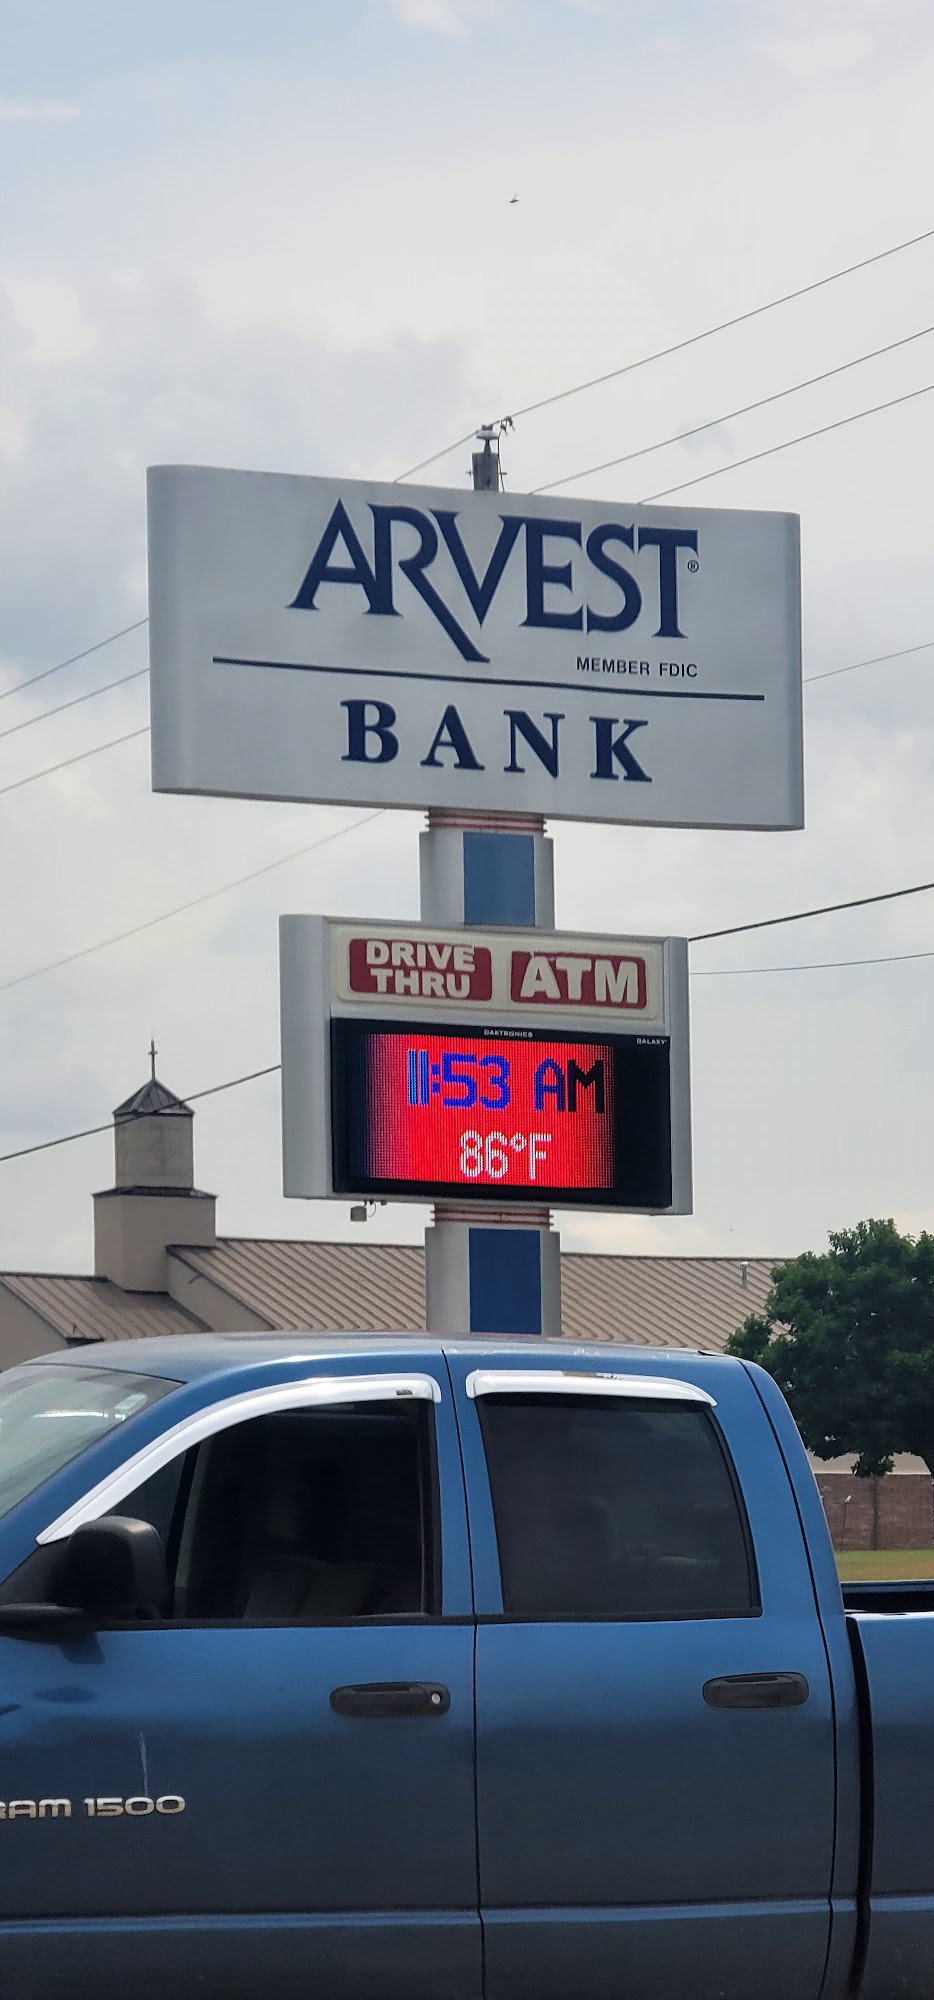 ARVEST®
MEMBER FDIC
BANK
DRIVE THRU
ATM
DAKTRONICS
GALAXY
11:53 AM
86°F
RAM 1500